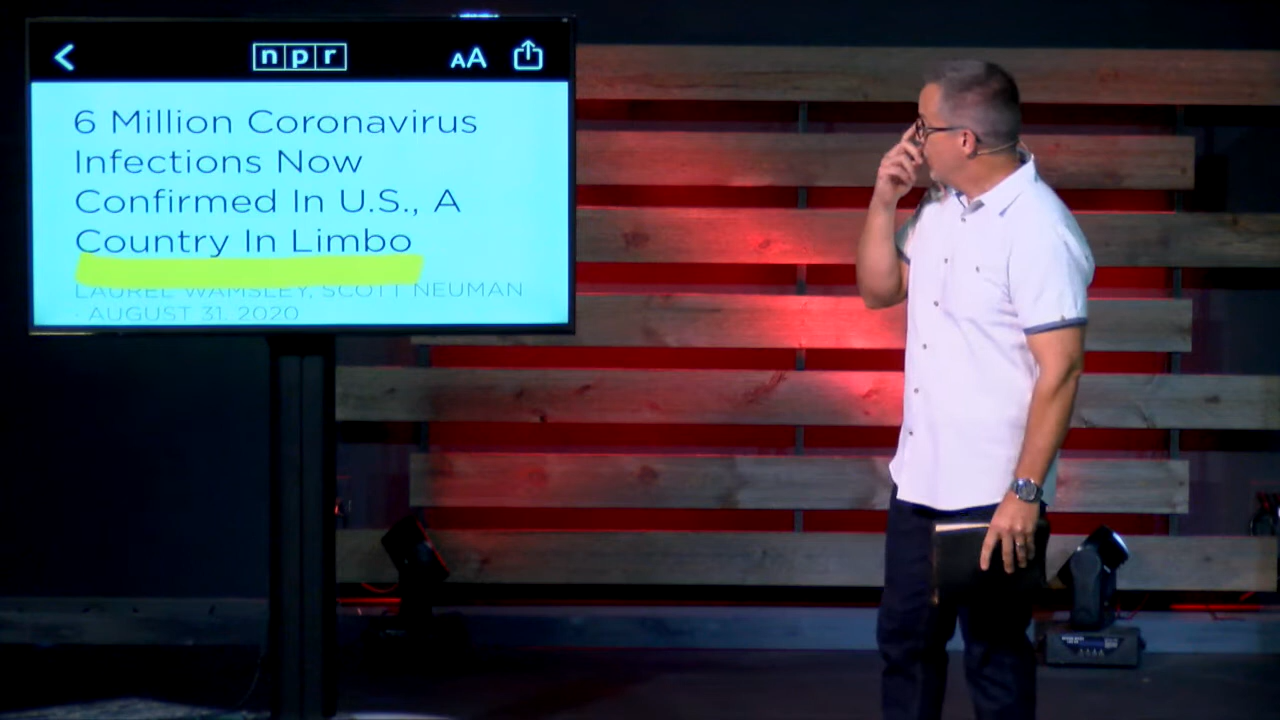 npr
AA
6 Million Coronavirus
Infections Now
Confirmed In U.S., A
Country In Limbo
LAUREL WAMSLEY, SCOTT NEUMAN
· AUGUST 31, 2020